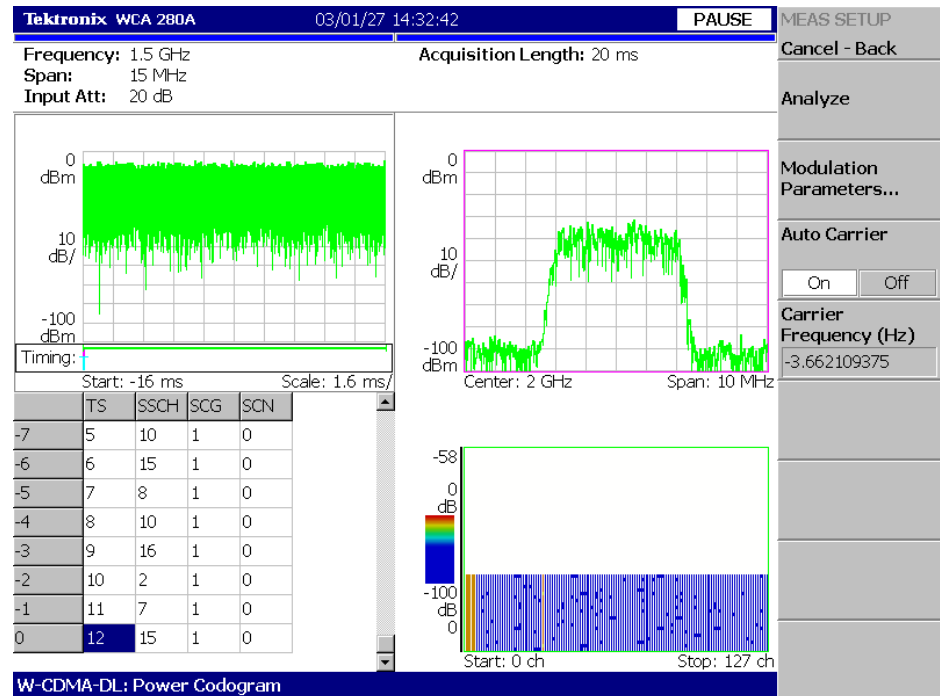 Tektronix WCA 280A 03/01/27 14:32:42 PAUSE
Frequency: 1.5 GHz
Span: 15 MHz
Input Att: 20 dB
Acquisition Length: 20 ms
MEAS SETUP
Cancel - Back
Analyze
Modulation
Parameters...
Auto Carrier
On Off
Carrier
Frequency (Hz)
-3.662109375
0
dBm
10
dB/
-100
dBm
Timing:
Start: -16 ms Scale: 1.6 ms/
0
dBm
10
dB/
-100
dBm
Center: 2 GHz Span: 10 MHz
TS SSCH SCG SCN
-7 5 10 1 0
-6 6 15 1 0
-5 7 8 1 0
-4 8 10 1 0
-3 9 16 1 0
-2 10 2 1 0
-1 11 7 1 0
0 12 15 1 0
-58
0
dB
-100
dB
0
Start: 0 ch Stop: 127 ch
W-CDMA-DL: Power Codogram